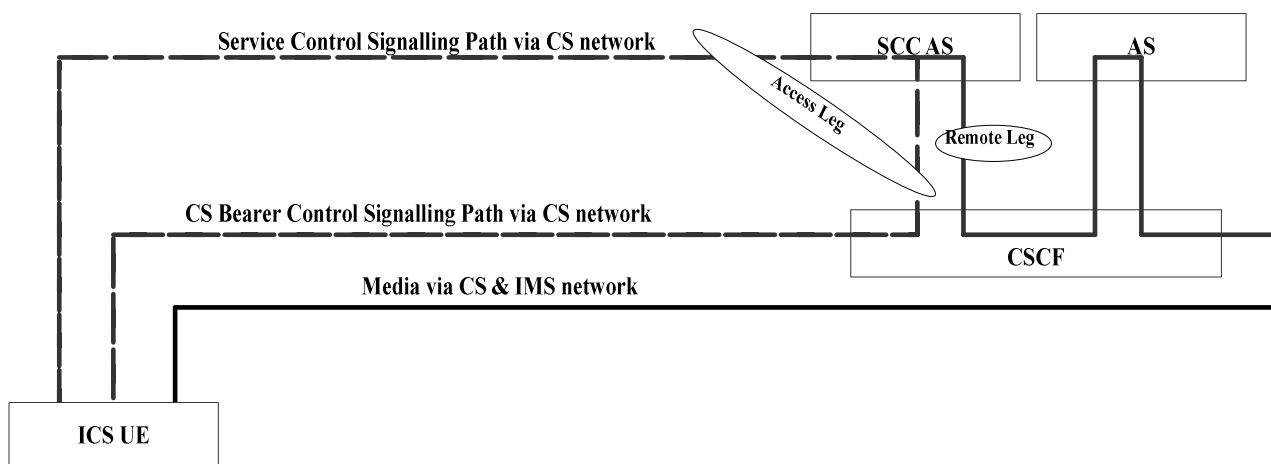 Service Control Signalling Path via CS network
SCC AS
AS
Access Leg
Remote Leg
CS Bearer Control Signalling Path via CS network
CSCF
Media via CS & IMS network
ICS UE